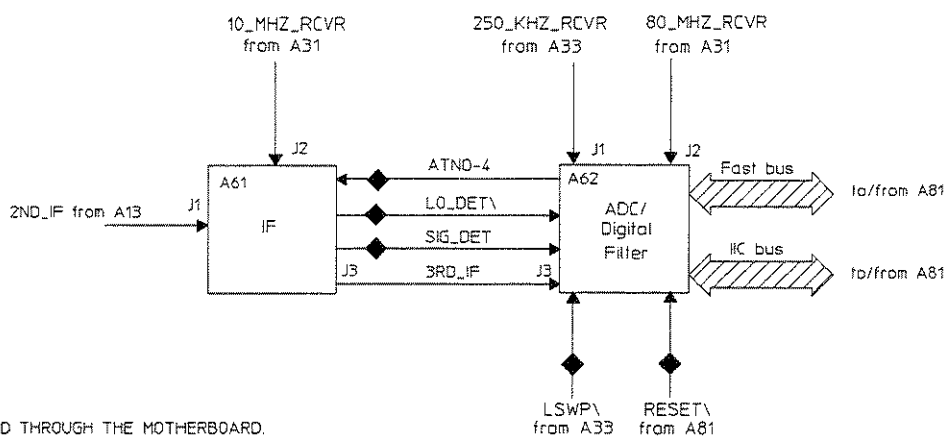 10_MHZ_RCVR
from A31
250_KHZ_RCVR
from A33
80_MHZ_RCVR
from A31
J2
J1
J2
A61
ATN0-4
A62
Fast bus
to/from A81
2ND_IF from A13
J1
IF
LO_DET\
ADC/
Digital
Filter
SIG_DET
IIC bus
J3
3RD_IF
J3
to/from A81
LSWP\
from A33
RESET\
from A81
D THROUGH THE MOTHERBOARD.